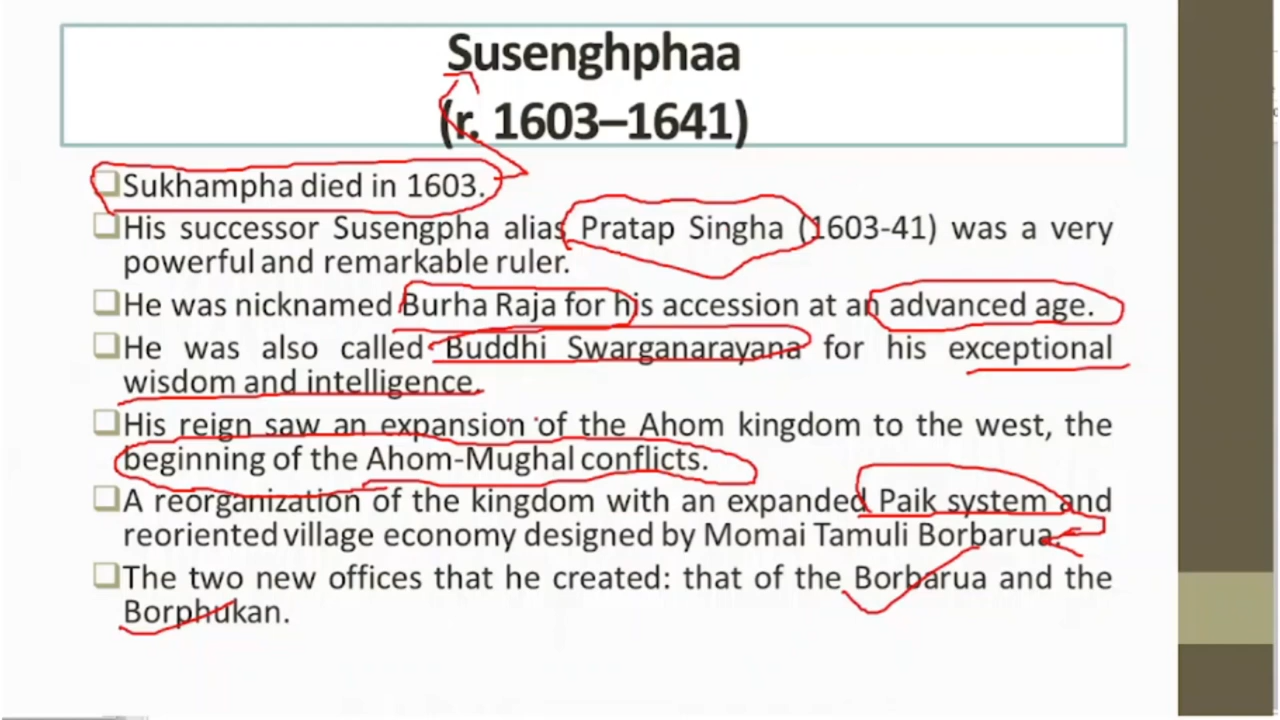 Susenghphaa
(r. 1603–1641)
Sukhampha died in 1603.
His successor Susengpha alias Pratap Singha (1603-41) was a very
powerful and remarkable ruler.
He was nicknamed Burha Raja for his accession at an advanced age.
He was also called Buddhi Swarganarayana for his exceptional
wisdom and intelligence.
His reign saw an expansion of the Ahom kingdom to the west, the
beginning of the Ahom-Mughal conflicts.
A reorganization of the kingdom with an expanded Paik system and
reoriented village economy designed by Momai Tamuli Borbarua.
The two new offices that he created: that of the Borbarua and the
Borphukan.